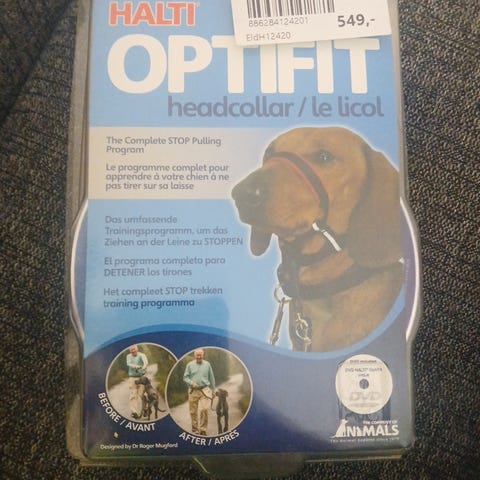 HALTI®
886284124201
549,-
EldH12420
OPTIFIT
headcollar / le licol
The Complete STOP Pulling
Program
Le programme complet pour
apprendre à votre chien à ne
pas tirer sur sa laisse
Das umfassende
Trainingsprogramm, um das
Ziehen an der Leine zu STOPPEN
El programa completo para
DETENER los tirones
Het compleet STOP trekken
training programma
BEFORE / AVANT
AFTER / APRÈS
Designed by Dr Roger Mugford
DVD
THE COMPANY OF
ANIMALS